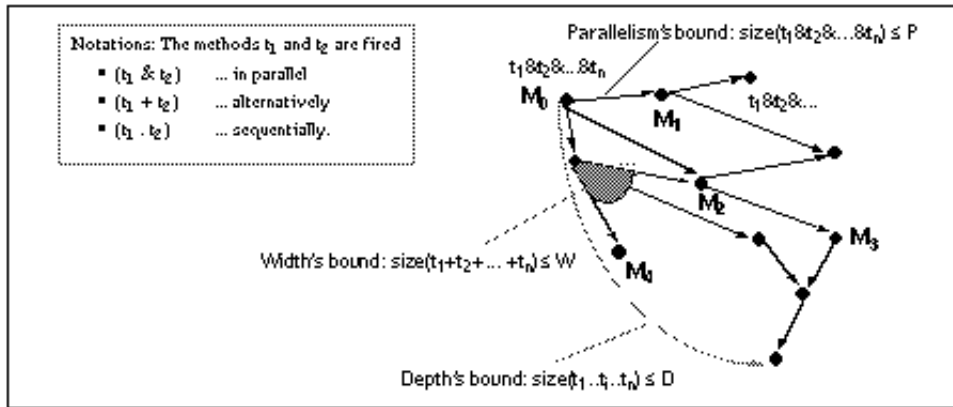 Notations: The methods t1 and t2 are fired
▪ (t1 & t2) ... in parallel
▪ (t1 + t2) ... alternatively
▪ (t1 . t2) ... sequentially.
Parallelism's bound: size(t1&t2&...&tn) ≤ P
t1&t2&...&tn
M0
M1
t1&t2&...
...
M2
M3
M4
Width's bound: size(t1+t2+... +tn) ≤ W
Depth's bound: size(t1..ti..tn) ≤ D